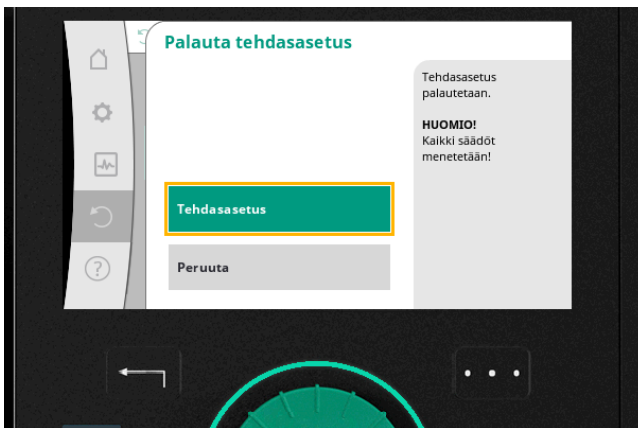 Palauta tehdasasetus
Tehdasasetus
palautetaan.
HUOMIO!
Kaikki säädöt
menetetään!
Tehdasasetus
Peruuta